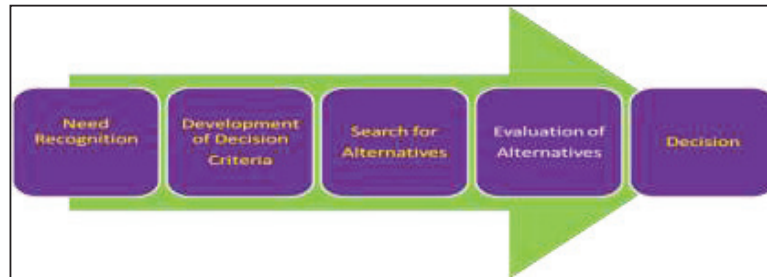 Need
Recognition
Development
of Decision
Criteria
Search for
Alternatives
Evaluation of
Alternatives
Decision